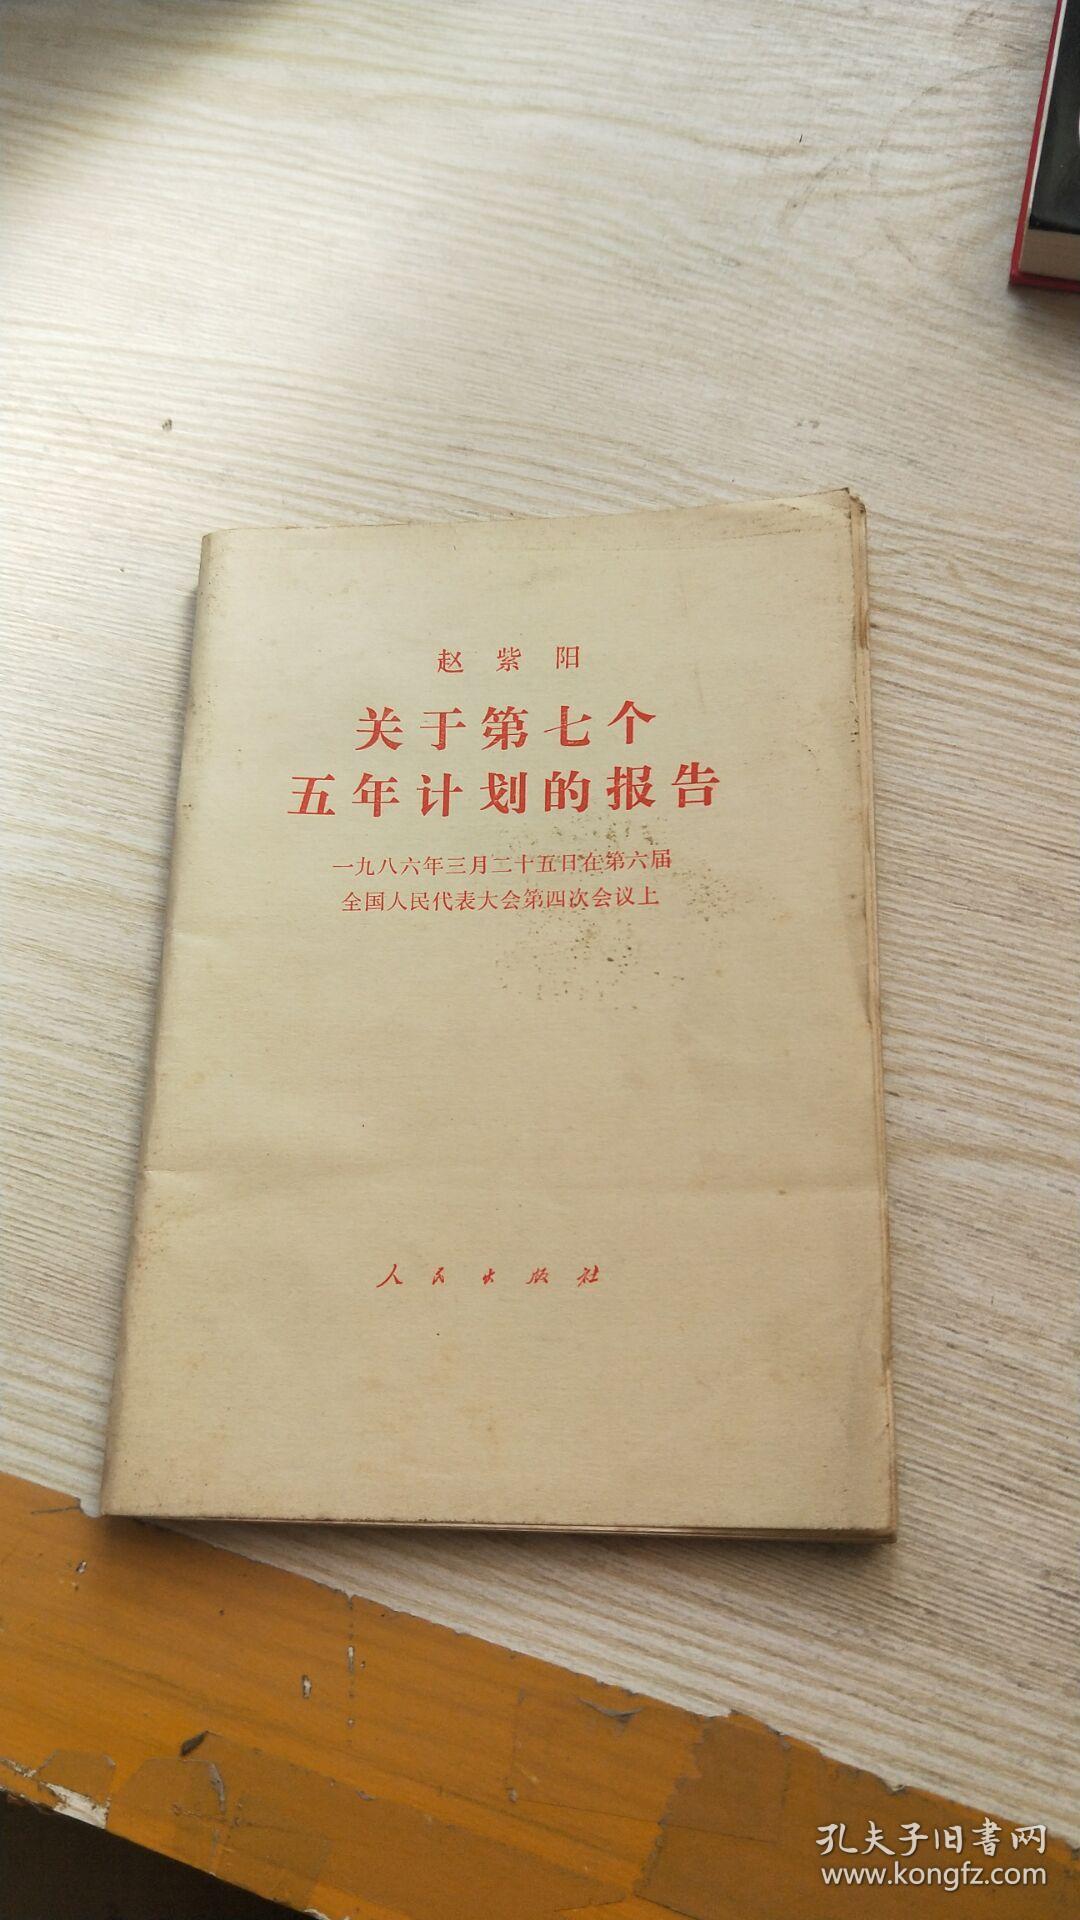 赵紫阳
关于第七个
五年计划的报告
一九八六年三月二十五日在第六届
全国人民代表大会第四次会议上
人民出版社
孔夫子旧書网
www.kongfz.com